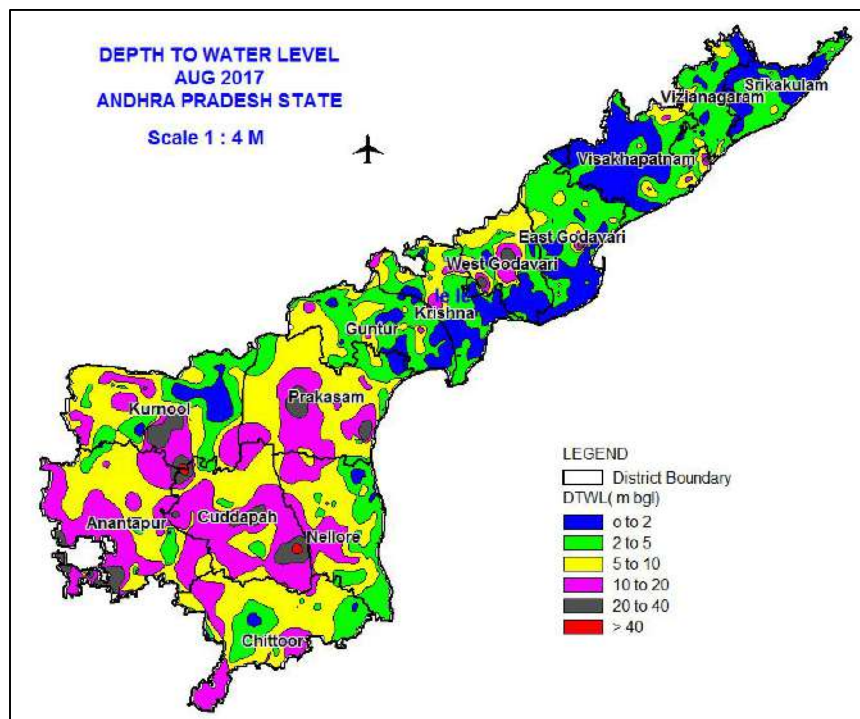 DEPTH TO WATER LEVEL
AUG 2017
ANDHRA PRADESH STATE
Scale 1 : 4 M
Srikakulam
Vizianagaram
Visakhapatnam
East Godavari
West Godavari
Krishna
Guntur
Prakasam
Kurnool
Anantapur
Cuddapah
Nellore
Chittoor
LEGEND
District Boundary
DTWL( m bgl)
o to 2
2 to 5
5 to 10
10 to 20
20 to 40
> 40